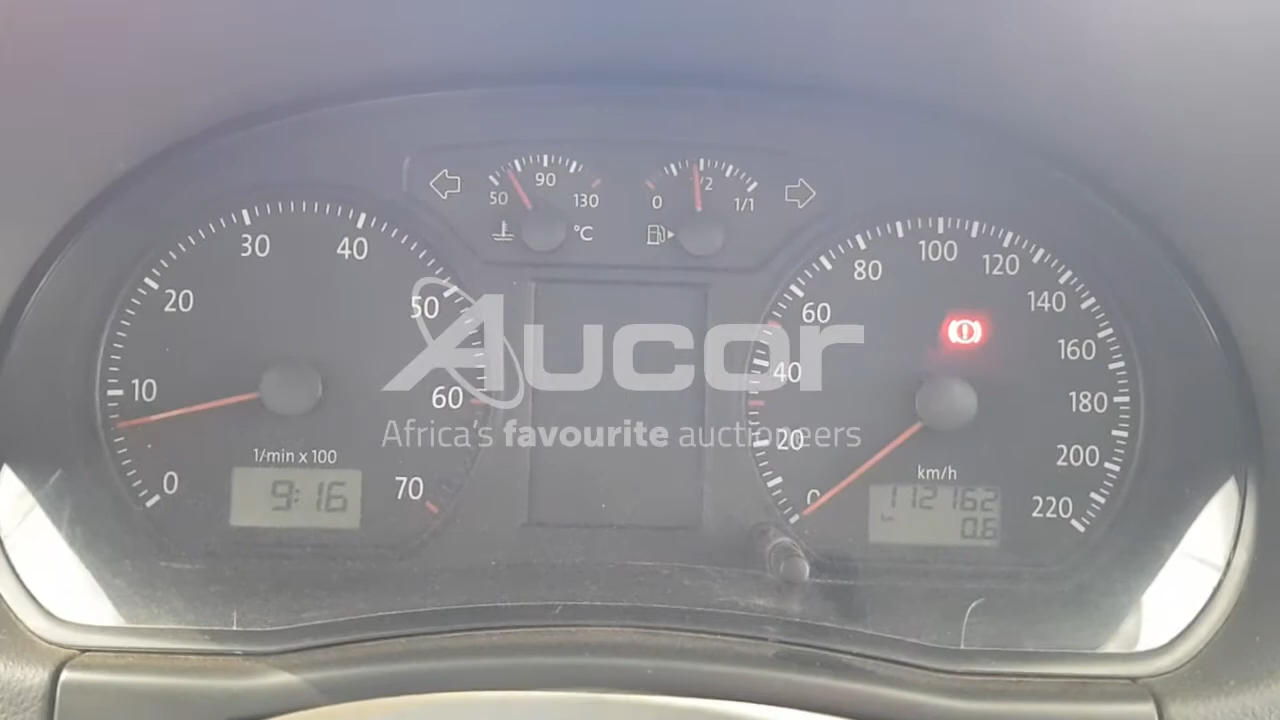 50 90 130 °C
0 1/2 1/1
0 10 20 30 40 50 60 70
1/min x 100
9:16
0 20 40 60 80 100 120 140 160 180 200 220
km/h
112162
0.6
Aucor
Africa's favourite auctioneers